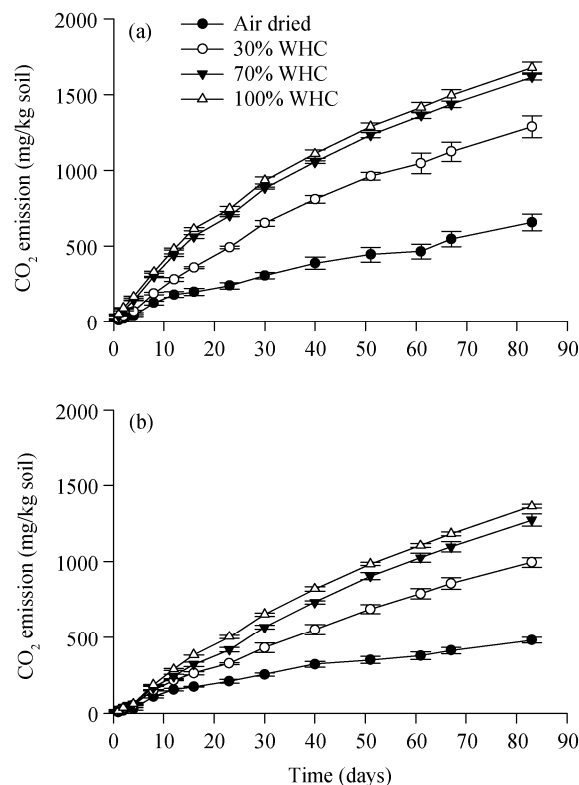 (a)
Air dried
30% WHC
70% WHC
100% WHC
2000
1500
1000
500
0
CO₂ emission (mg/kg soil)
0 10 20 30 40 50 60 70 80 90
(b)
2000
1500
1000
500
0
CO₂ emission (mg/kg soil)
0 10 20 30 40 50 60 70 80 90
Time (days)